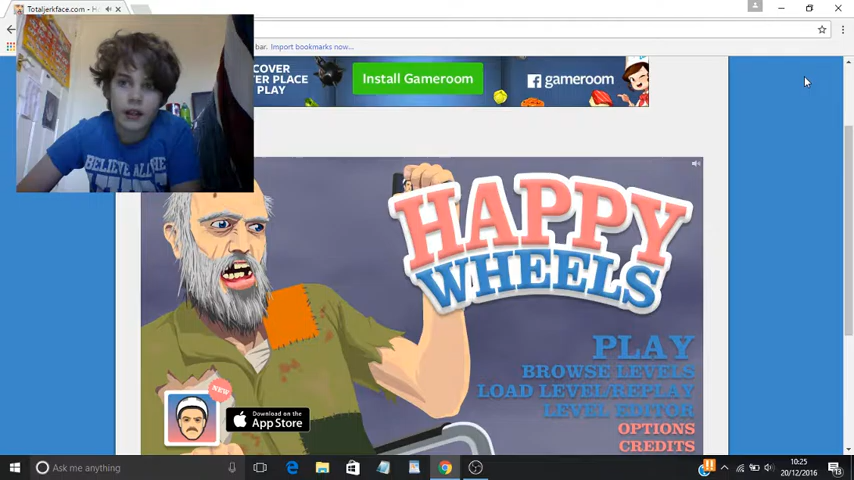 Totaljerkface.com - H
bar. Import bookmarks now...
COVER
ER PLACE
PLAY
Install Gameroom
gameroom
BELIEVE ALL THE
HAPPY
WHEELS
PLAY
BROWSE LEVELS
LOAD LEVEL/REPLAY
LEVEL EDITOR
OPTIONS
CREDITS
NEW
Download on the
App Store
Ask me anything
10:25
20/12/2016